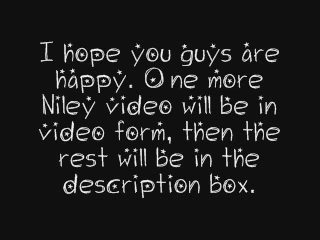 I hope you guys are
happy. One more
Niley video will be in
video form, then the
rest will be in the
description box.